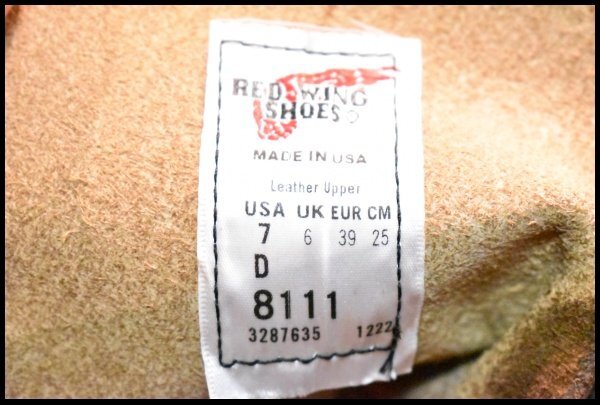 RED WING
SHOES®
MADE IN USA
Leather Upper
USA UK EUR CM
7 6 39 25
D
8111
3287635 1222